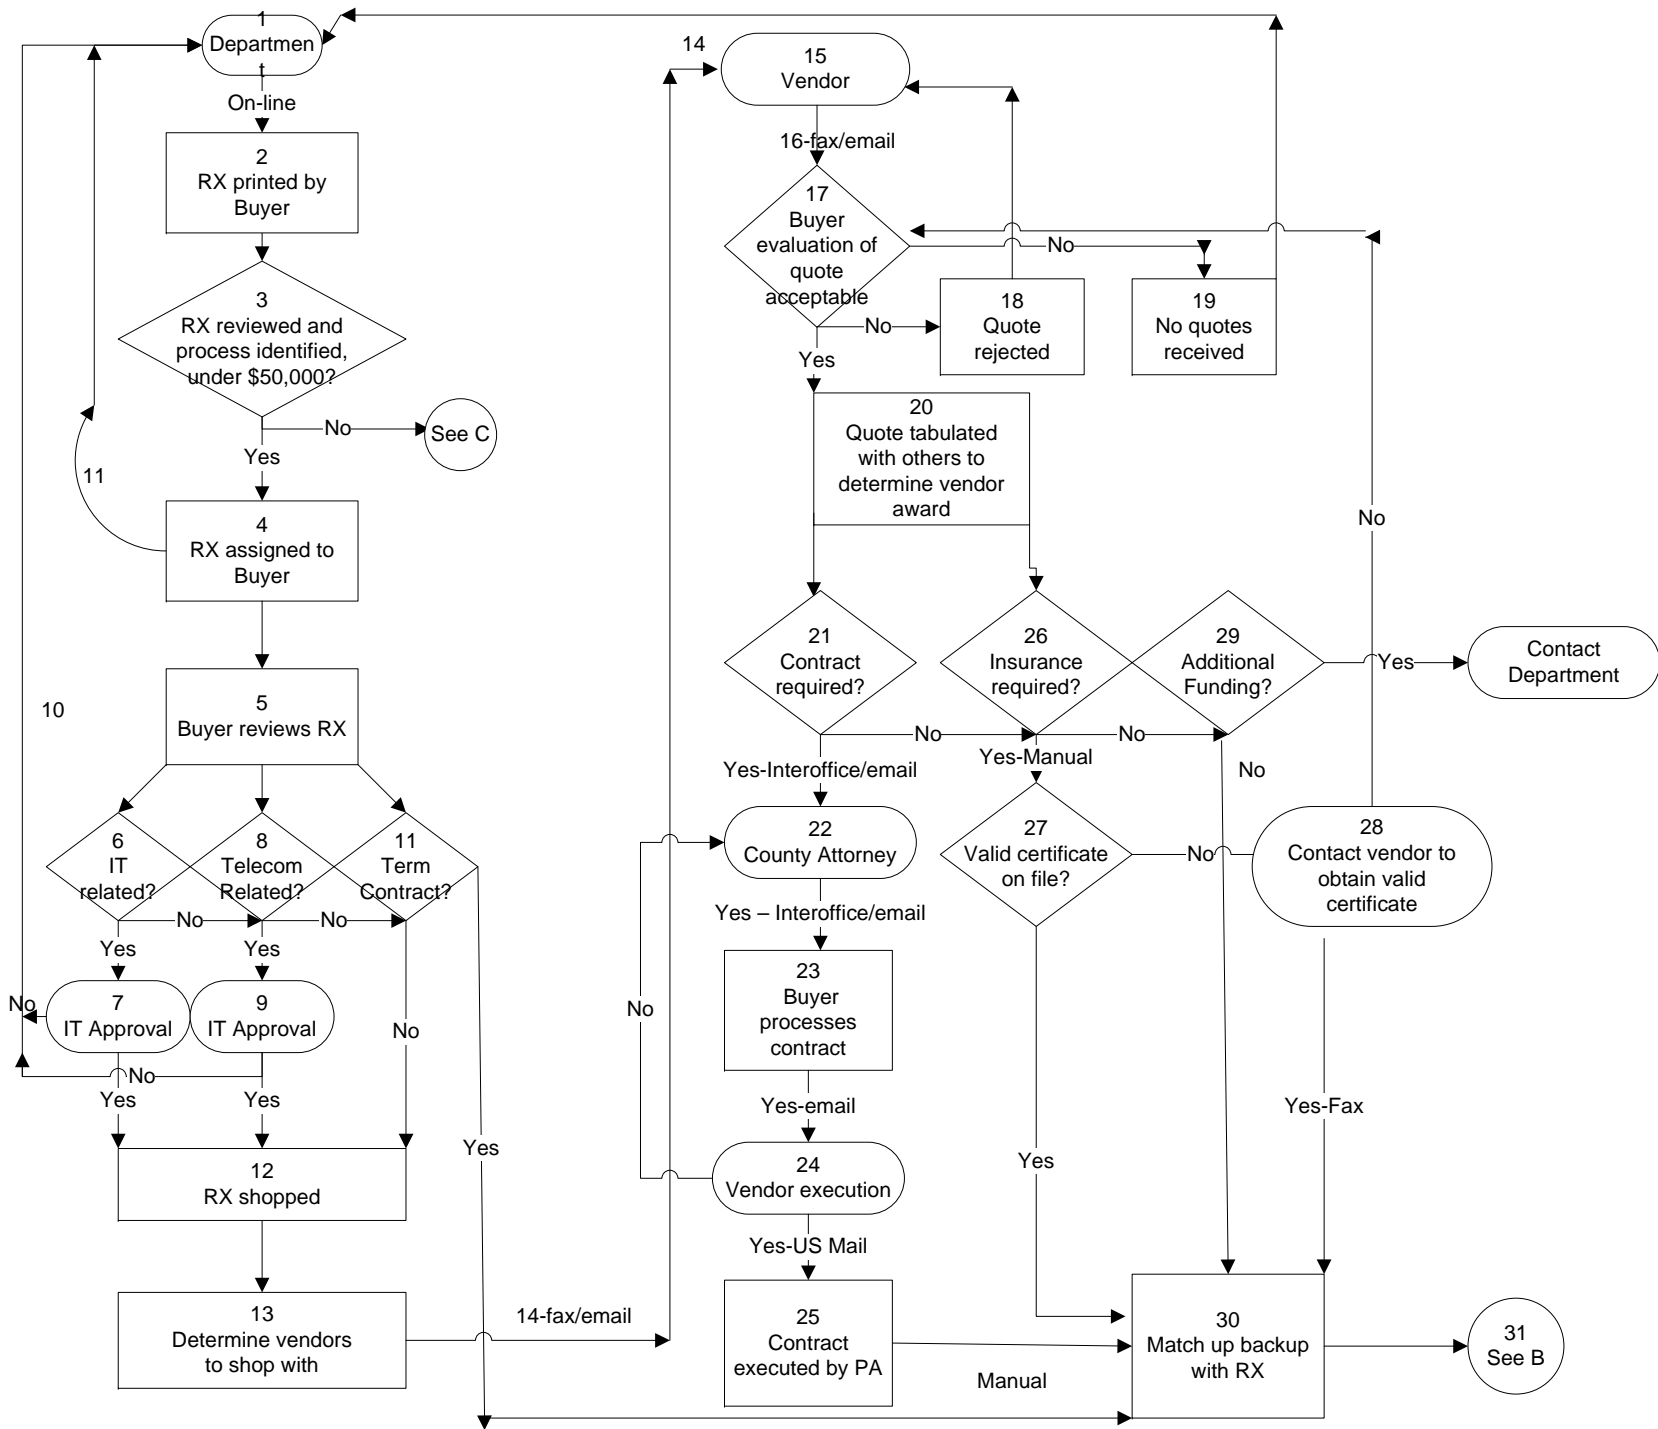 1
Departmen
t
On-line
2
RX printed by
Buyer
3
RX reviewed and
process identified,
under $50,000?
No
See C
Yes
11
4
RX assigned to
Buyer
10
5
Buyer reviews RX
6
IT
related?
8
Telecom
Related?
11
Term
Contract?
No
No
Yes
Yes
No
7
IT Approval
9
IT Approval
No
No
Yes
Yes
Yes
12
RX shopped
13
Determine vendors
to shop with
14-fax/email
14
15
Vendor
16-fax/email
17
Buyer
evaluation of
quote
acceptable
No
No
18
Quote
rejected
19
No quotes
received
Yes
20
Quote tabulated
with others to
determine vendor
award
No
21
Contract
required?
26
Insurance
required?
29
Additional
Funding?
Yes
Contact
Department
No
No
Yes-Interoffice/email
Yes-Manual
No
22
County Attorney
27
Valid certificate
on file?
No
28
Contact vendor to
obtain valid
certificate
Yes – Interoffice/email
23
Buyer
processes
contract
No
Yes-email
Yes-Fax
24
Vendor execution
Yes
Yes-US Mail
25
Contract
executed by PA
Manual
30
Match up backup
with RX
31
See B